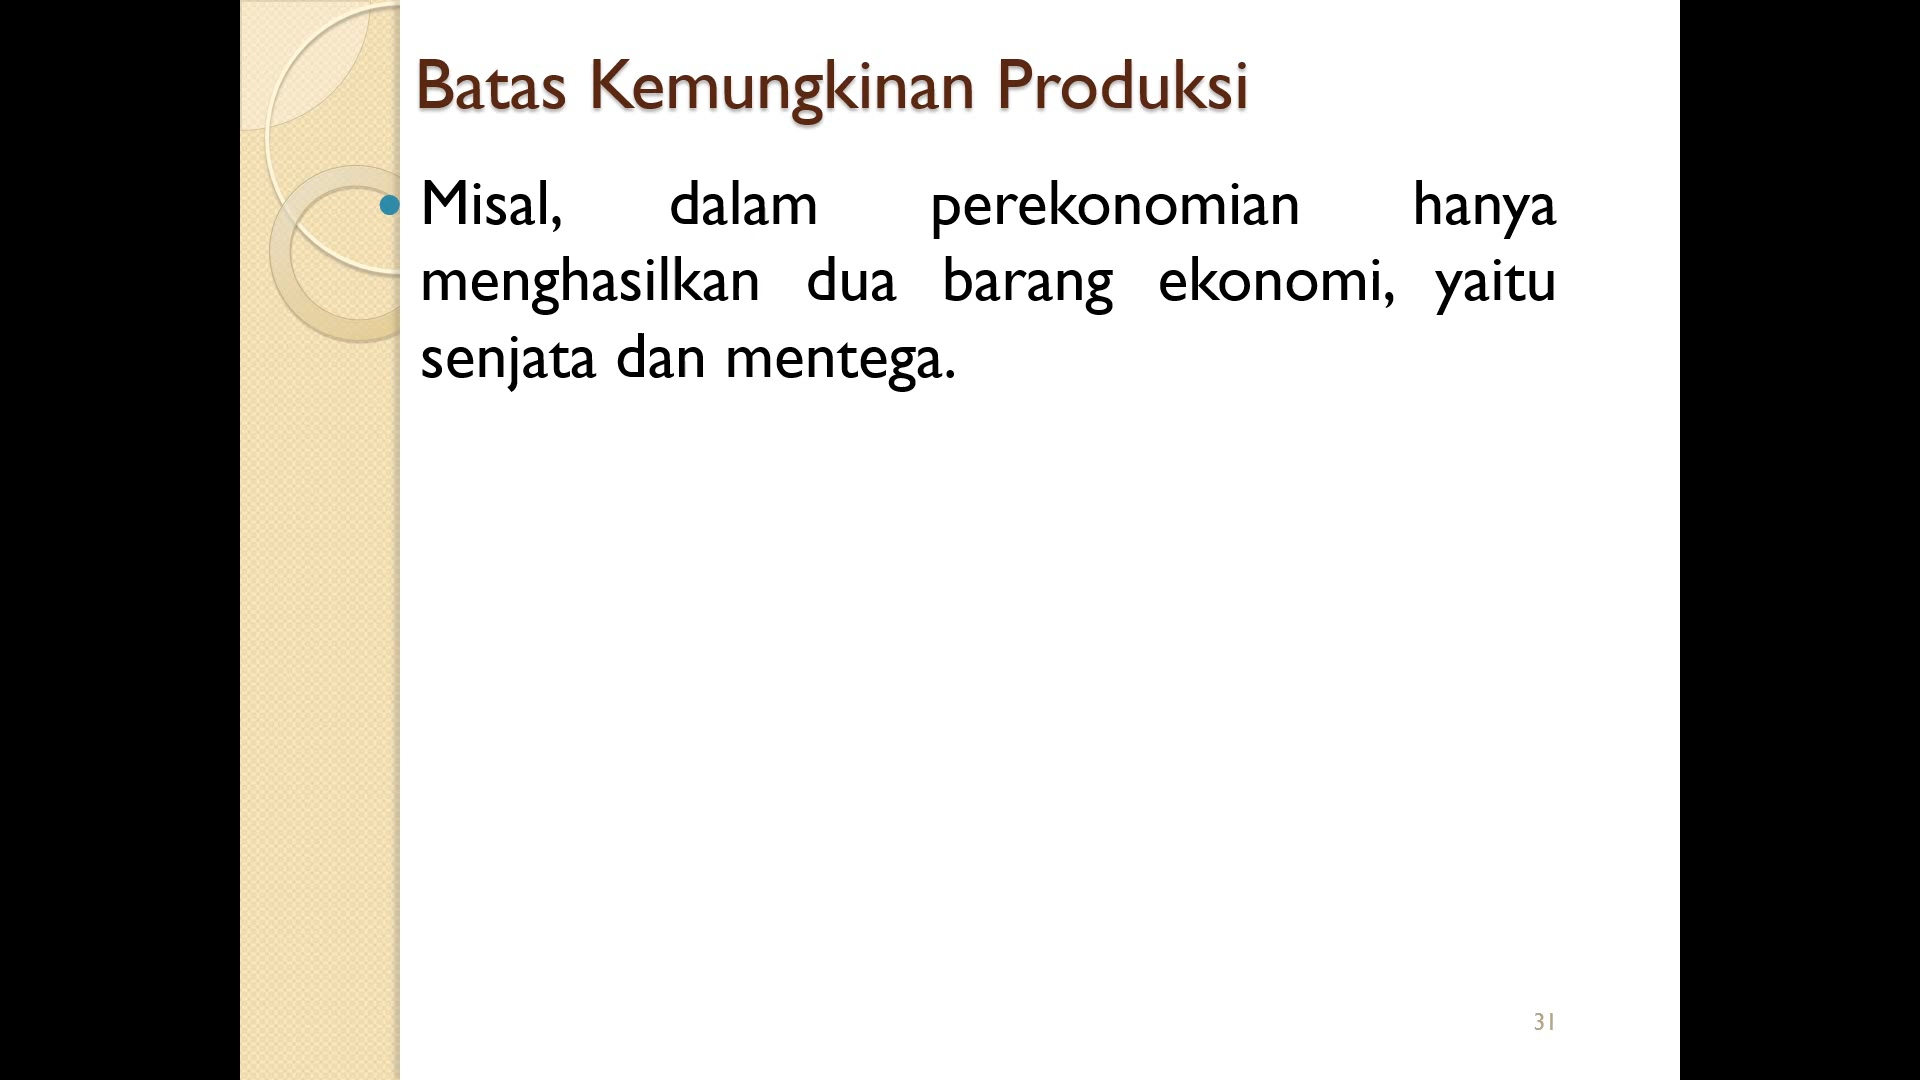 Batas Kemungkinan Produksi
• Misal, dalam perekonomian hanya
menghasilkan dua barang ekonomi, yaitu
senjata dan mentega.
31